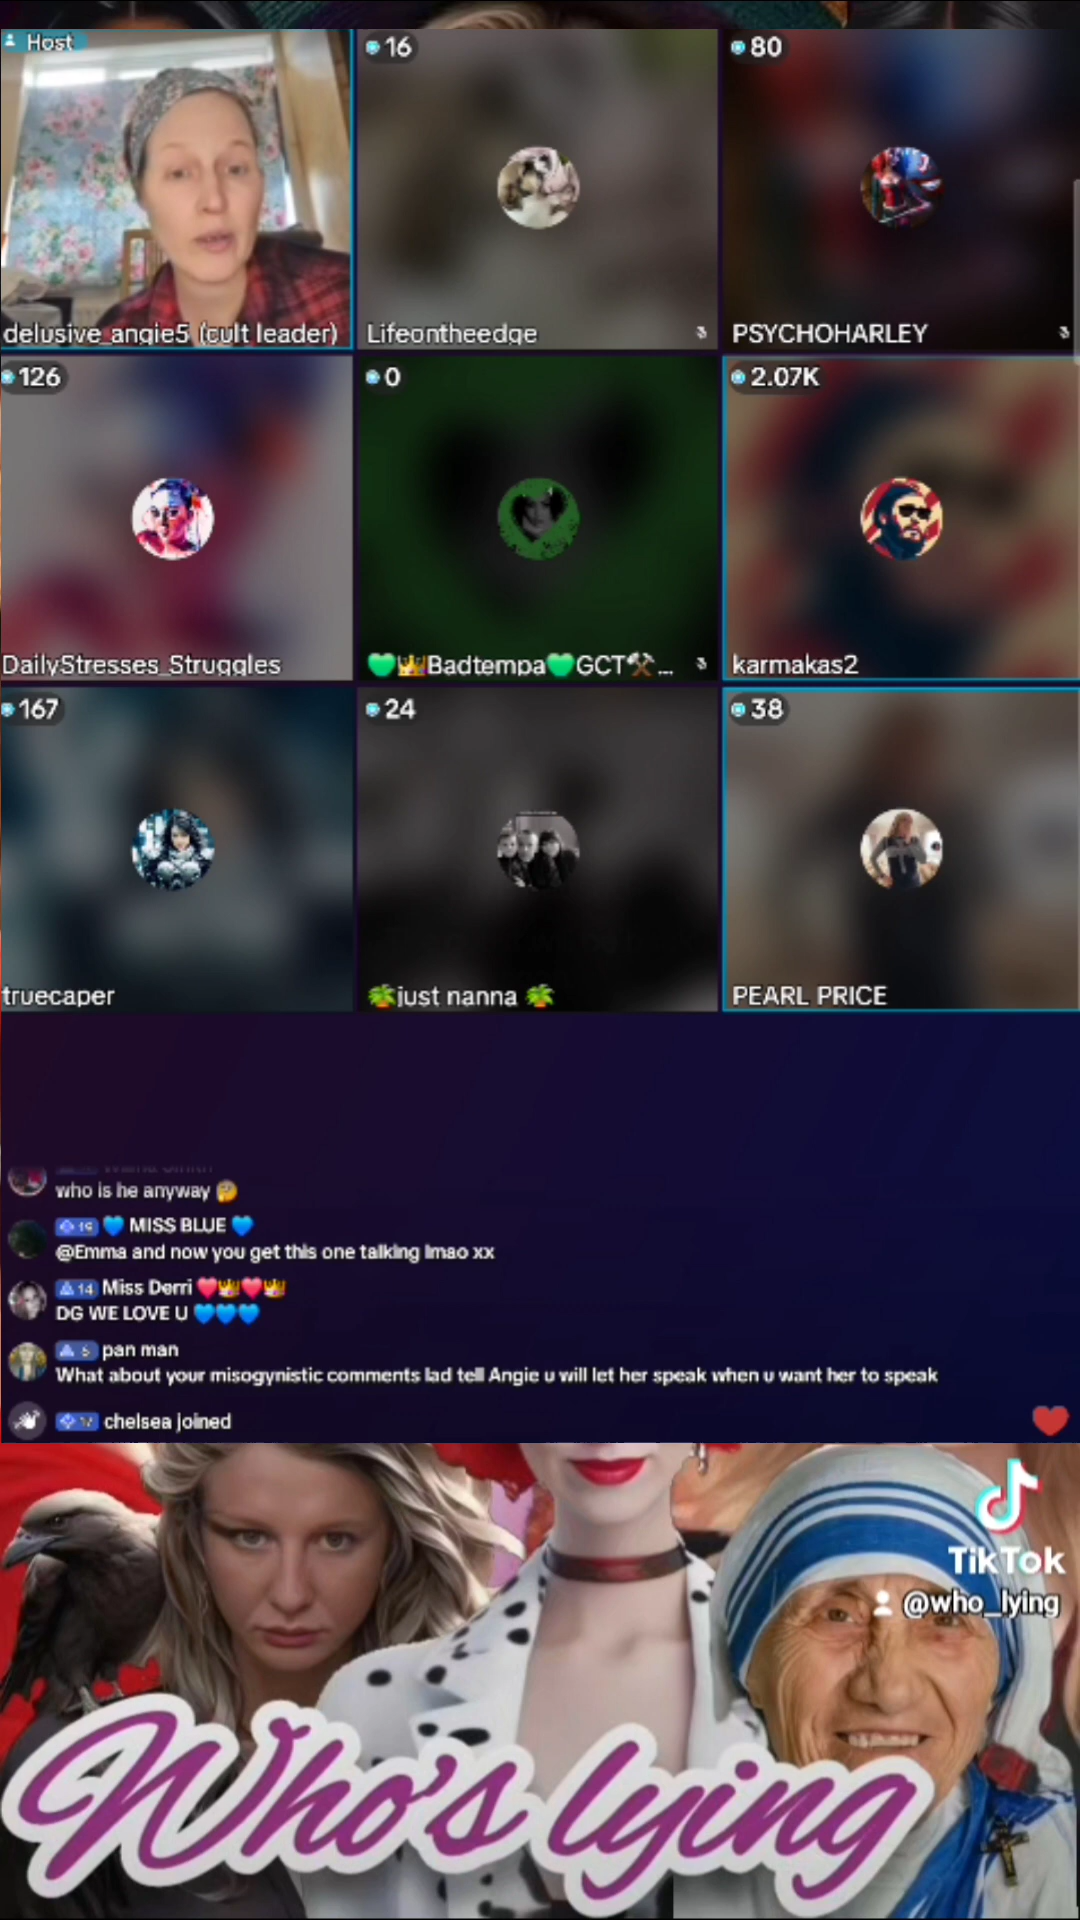 Host
16
80
delusive_angie5 (cult leader)
Lifeontheedge
PSYCHOHARLEY
126
0
2.07K
DailyStresses_Struggles
💚👑Badtempa💚GCT⚒️...
karmakas2
167
24
38
truecaper
🌴just nanna 🌴
PEARL PRICE
who is he anyway 🤔
19 💙 MISS BLUE 💙
@Emma and now you get this one talking lmao xx
14 Miss Derri ❤️👑❤️👑
DG WE LOVE U 💙💙💙
pan man
What about your misogynistic comments lad tell Angie u will let her speak when u want her to speak
chelsea joined
TikTok
@who_lying
Who's lying